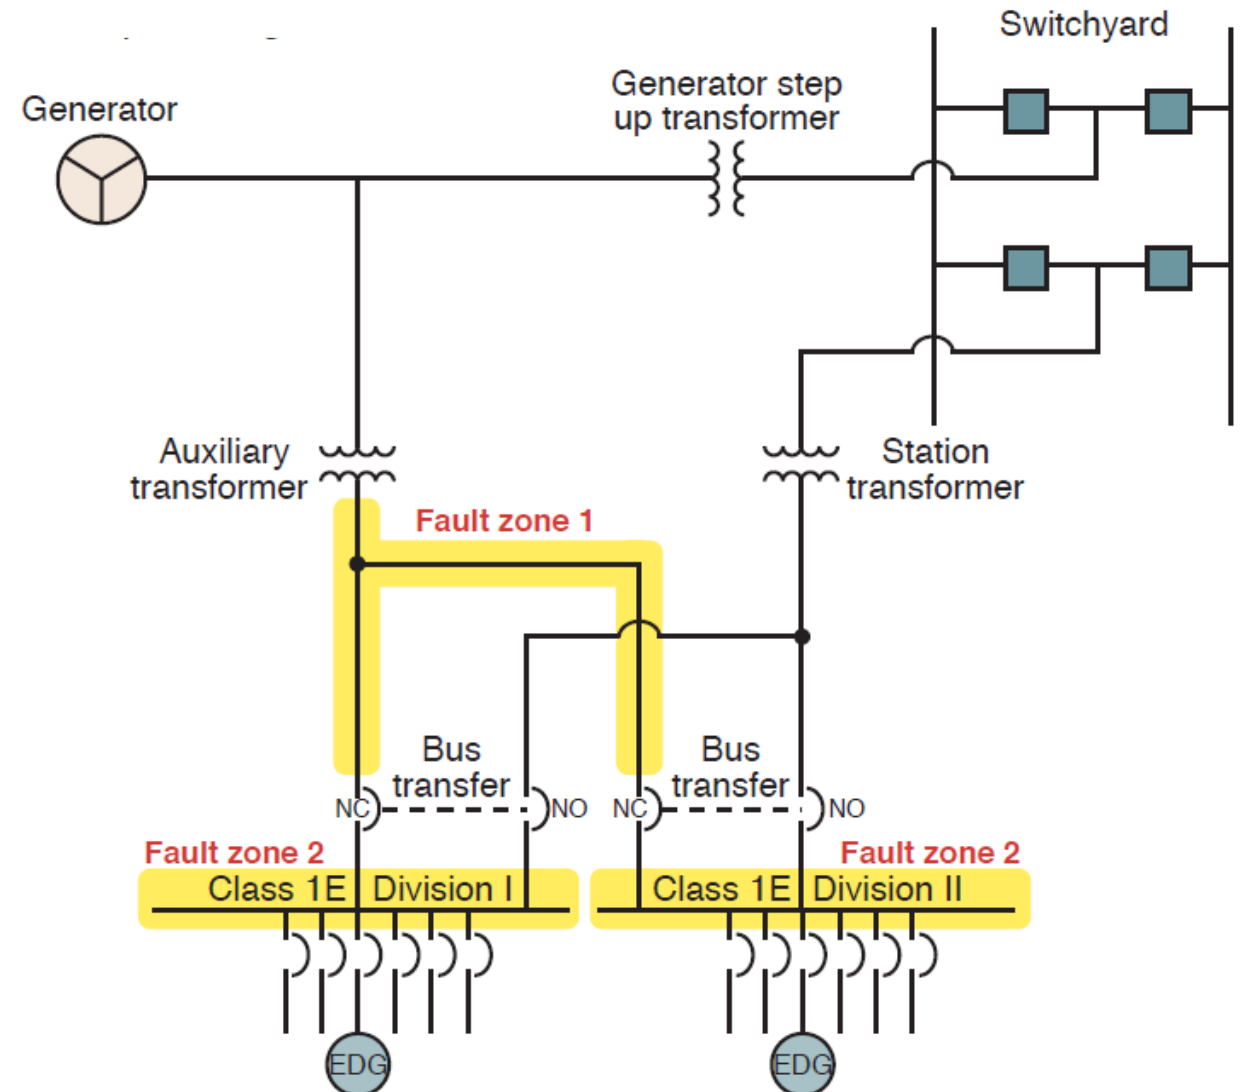 Switchyard
Generator step
up transformer
Generator
Auxiliary
transformer
Station
transformer
Fault zone 1
Bus
transfer
Bus
transfer
NC
NO
NC
NO
Fault zone 2
Fault zone 2
Class 1E Division I
Class 1E Division II
EDG
EDG